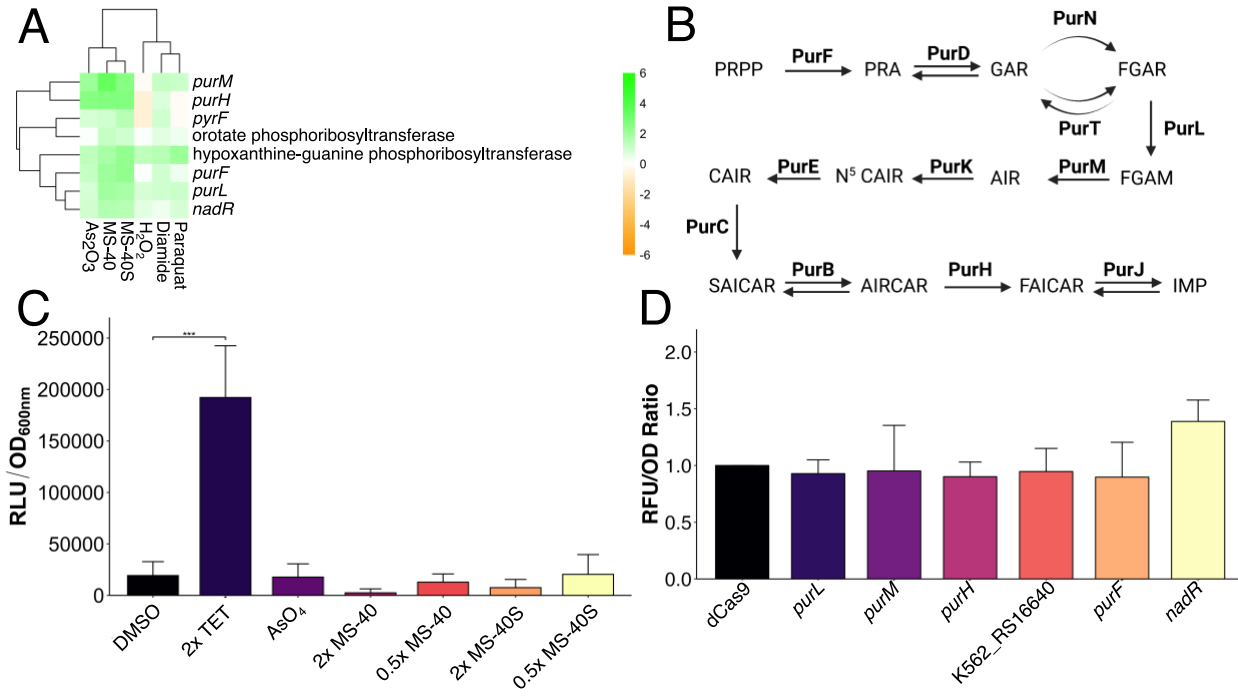 A
purM
purH
pyrF
orotate phosphoribosyltransferase
hypoxanthine-guanine phosphoribosyltransferase
purF
purL
nadR
As2O3
MS-40
MS-40S
H2O2
Diamide
Paraquat
6
4
2
0
-2
-4
-6
B
PurN
PRPP PurF PRA PurD GAR FGAR
PurT PurL
CAIR PurE N⁵ CAIR PurK AIR PurM FGAM
PurC
SAICAR PurB AIRCAR PurH FAICAR PurJ IMP
C
RLU/OD600nm
250000
200000
150000
100000
50000
0
***
DMSO
2x TET
AsO4
2x MS-40
0.5x MS-40
2x MS-40S
0.5x MS-40S
D
RFU/OD Ratio
2.0
1.5
1.0
0.5
0.0
dCas9
purL
purM
purH
K562_RS16640
purF
nadR